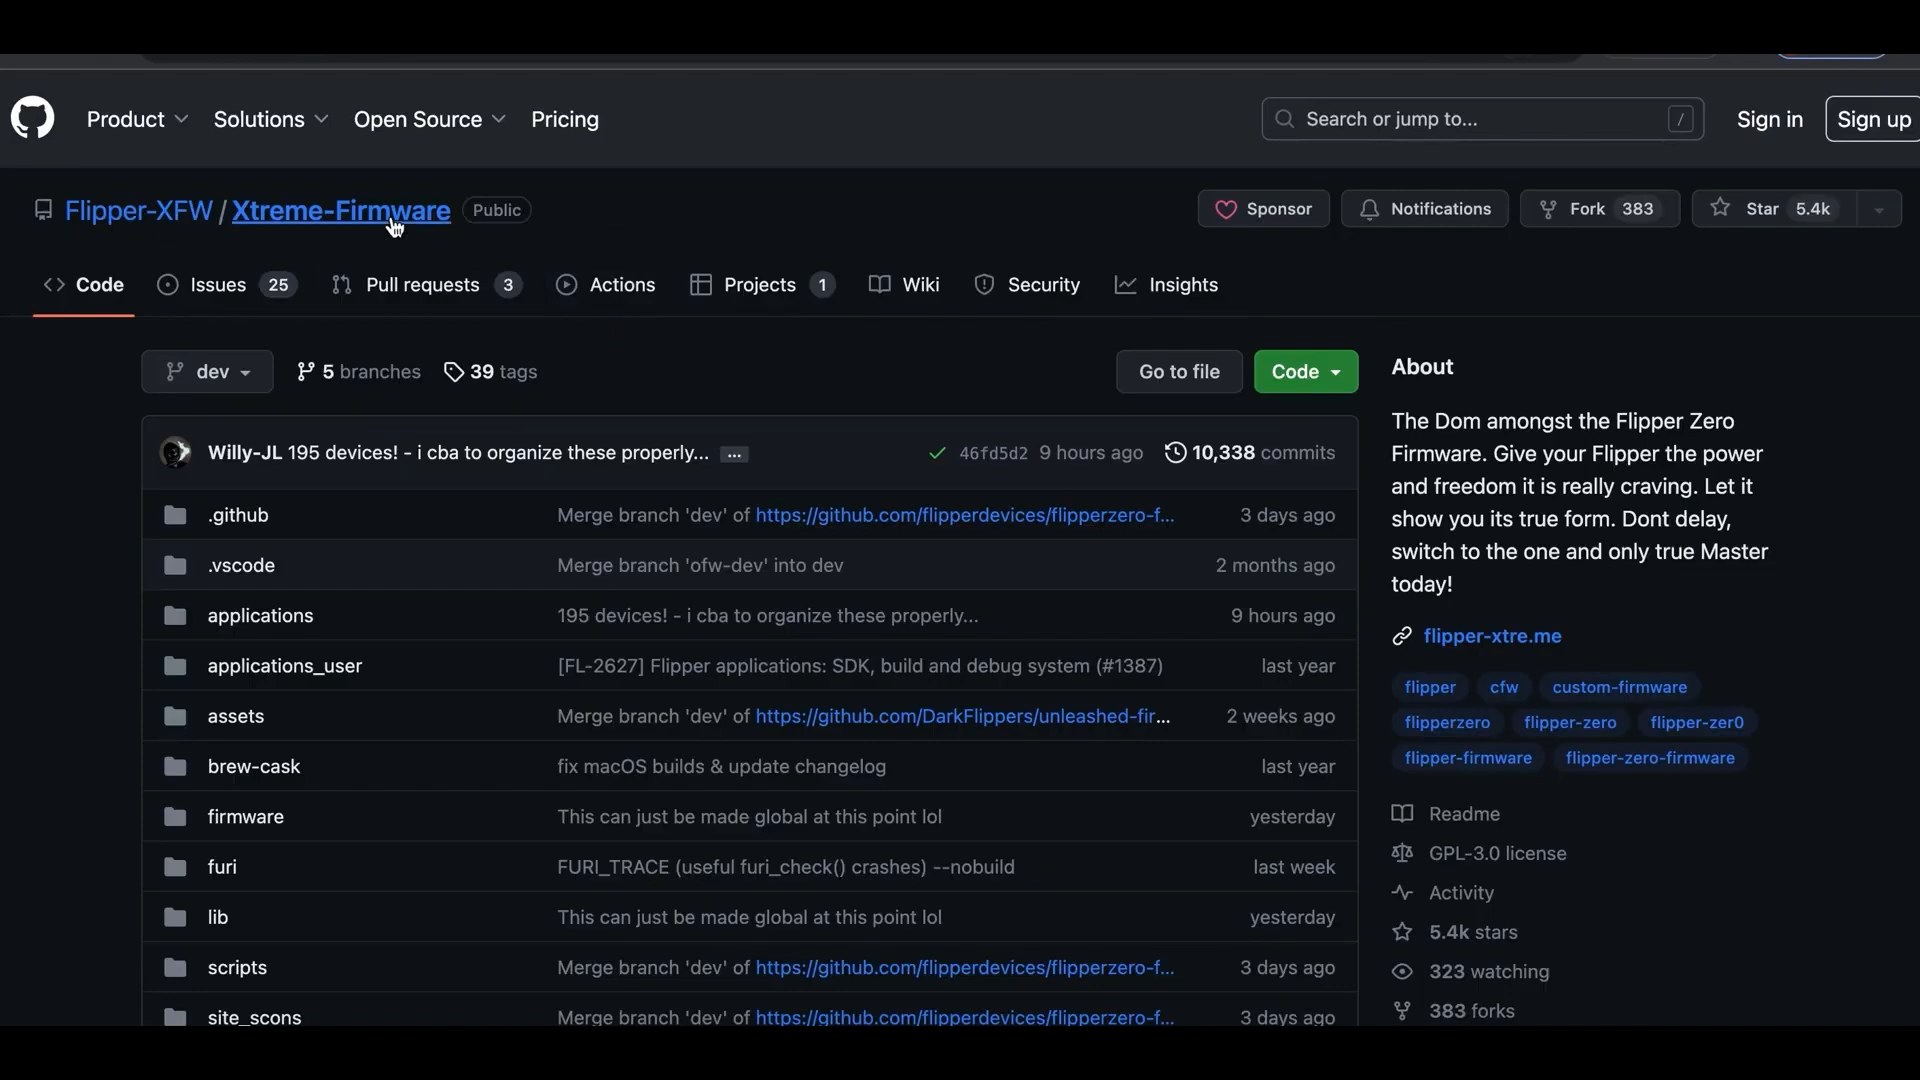 Product Solutions Open Source Pricing Search or jump to... / Sign in Sign up
Flipper-XFW / Xtreme-Firmware Public Sponsor Notifications Fork 383 Star 5.4k
Code Issues 25 Pull requests 3 Actions Projects 1 Wiki Security Insights
dev 5 branches 39 tags Go to file Code
Willy-JL 195 devices! - i cba to organize these properly... ... 46fd5d2 9 hours ago 10,338 commits
.github Merge branch 'dev' of https://github.com/flipperdevices/flipperzero-f... 3 days ago
.vscode Merge branch 'ofw-dev' into dev 2 months ago
applications 195 devices! - i cba to organize these properly... 9 hours ago
applications_user [FL-2627] Flipper applications: SDK, build and debug system (#1387) last year
assets Merge branch 'dev' of https://github.com/DarkFlippers/unleashed-fir... 2 weeks ago
brew-cask fix macOS builds & update changelog last year
firmware This can just be made global at this point lol yesterday
furi FURI_TRACE (useful furi_check() crashes) --nobuild last week
lib This can just be made global at this point lol yesterday
scripts Merge branch 'dev' of https://github.com/flipperdevices/flipperzero-f... 3 days ago
site_scons Merge branch 'dev' of https://github.com/flipperdevices/flipperzero-f... 3 days ago
About
The Dom amongst the Flipper Zero
Firmware. Give your Flipper the power
and freedom it is really craving. Let it
show you its true form. Dont delay,
switch to the one and only true Master
today!
flipper-xtre.me
flipper cfw custom-firmware
flipperzero flipper-zero flipper-zer0
flipper-firmware flipper-zero-firmware
Readme
GPL-3.0 license
Activity
5.4k stars
323 watching
383 forks